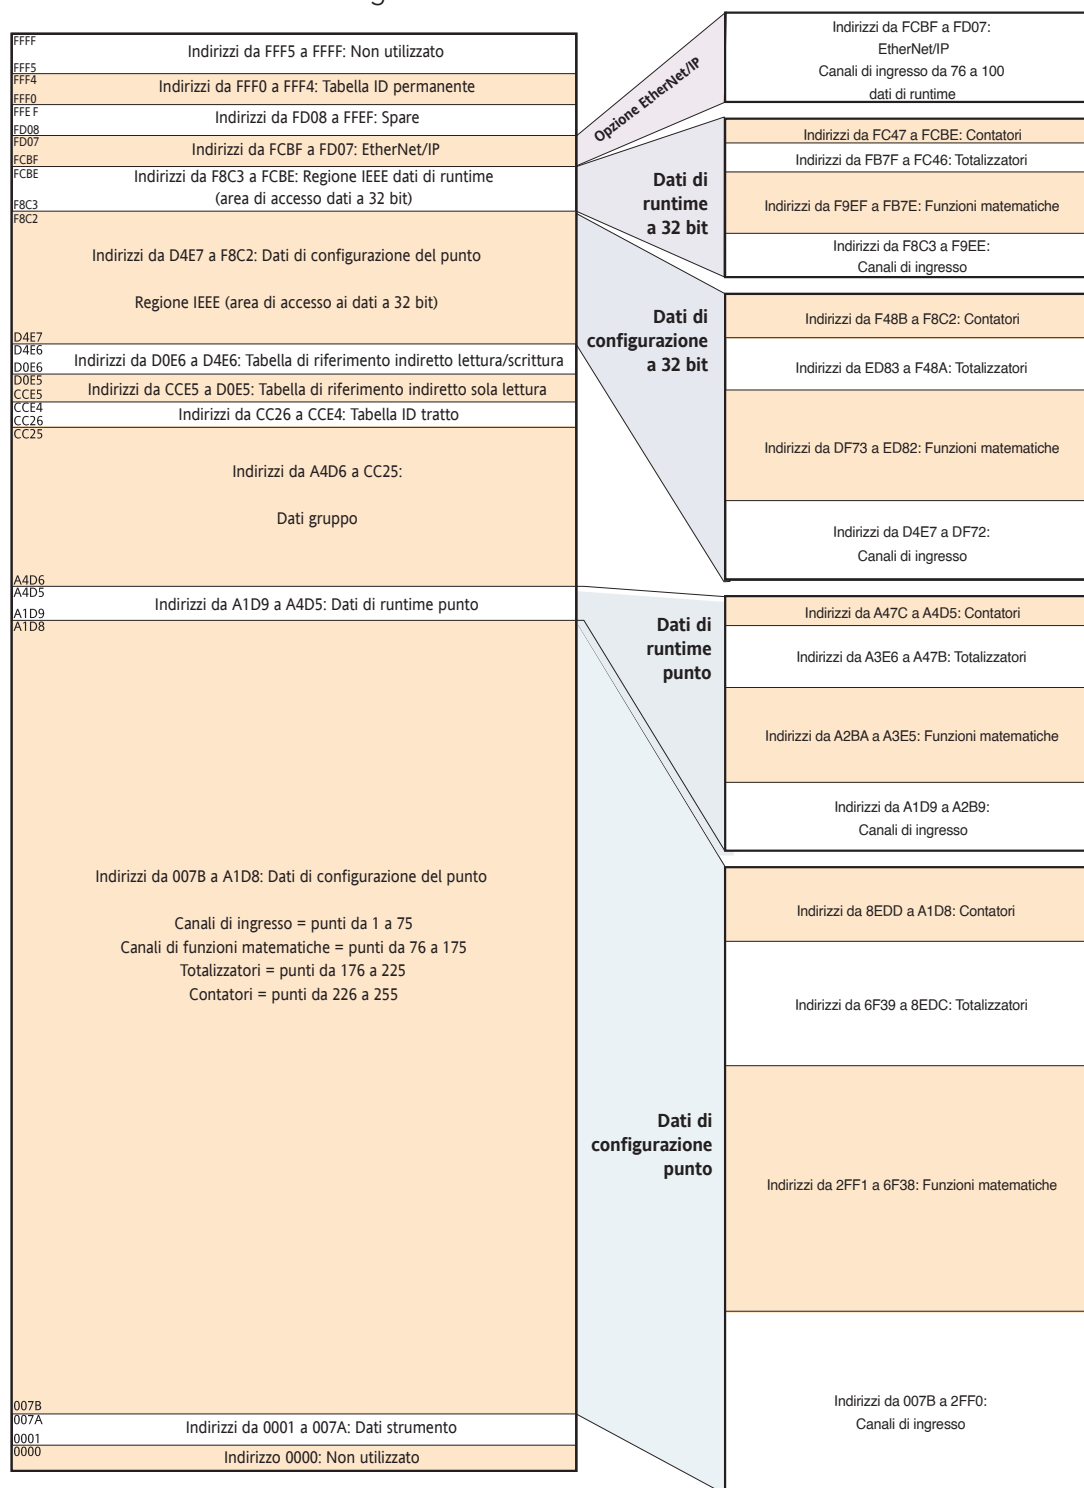 FFFF
Indirizzi da FFF5 a FFFF: Non utilizzato
FFF5
FFF4
Indirizzi da FFF0 a FFF4: Tabella ID permanente
FFF0
FFE F
Indirizzi da FD08 a FFEF: Spare
FD08
FD07
Indirizzi da FCBF a FD07: EtherNet/IP
FCBF
FCBE
Indirizzi da F8C3 a FCBE: Regione IEEE dati di runtime
(area di accesso dati a 32 bit)
F8C3
F8C2
Indirizzi da D4E7 a F8C2: Dati di configurazione del punto
Regione IEEE (area di accesso ai dati a 32 bit)
D4E7
D4E6
Indirizzi da D0E6 a D4E6: Tabella di riferimento indiretto lettura/scrittura
D0E6
D0E5
Indirizzi da CCE5 a D0E5: Tabella di riferimento indiretto sola lettura
CCE5
CCE4
Indirizzi da CC26 a CCE4: Tabella ID tratto
CC26
CC25
Indirizzi da A4D6 a CC25:
Dati gruppo
A4D6
A4D5
Indirizzi da A1D9 a A4D5: Dati di runtime punto
A1D9
A1D8
Indirizzi da 007B a A1D8: Dati di configurazione del punto
Canali di ingresso = punti da 1 a 75
Canali di funzioni matematiche = punti da 76 a 175
Totalizzatori = punti da 176 a 225
Contatori = punti da 226 a 255
007B
007A
Indirizzi da 0001 a 007A: Dati strumento
0001
0000
Indirizzo 0000: Non utilizzato
Opzione EtherNet/IP
Indirizzi da FCBF a FD07:
EtherNet/IP
Canali di ingresso da 76 a 100
dati di runtime
Dati di
runtime
a 32 bit
Indirizzi da FC47 a FCBE: Contatori
Indirizzi da FB7F a FC46: Totalizzatori
Indirizzi da F9EF a FB7E: Funzioni matematiche
Indirizzi da F8C3 a F9EE:
Canali di ingresso
Dati di
configurazione
a 32 bit
Indirizzi da F48B a F8C2: Contatori
Indirizzi da ED83 a F48A: Totalizzatori
Indirizzi da DF73 a ED82: Funzioni matematiche
Indirizzi da D4E7 a DF72:
Canali di ingresso
Dati di
runtime
punto
Indirizzi da A47C a A4D5: Contatori
Indirizzi da A3E6 a A47B: Totalizzatori
Indirizzi da A2BA a A3E5: Funzioni matematiche
Indirizzi da A1D9 a A2B9:
Canali di ingresso
Dati di
configurazione
punto
Indirizzi da 8EDD a A1D8: Contatori
Indirizzi da 6F39 a 8EDC: Totalizzatori
Indirizzi da 2FF1 a 6F38: Funzioni matematiche
Indirizzi da 007B a 2FF0:
Canali di ingresso